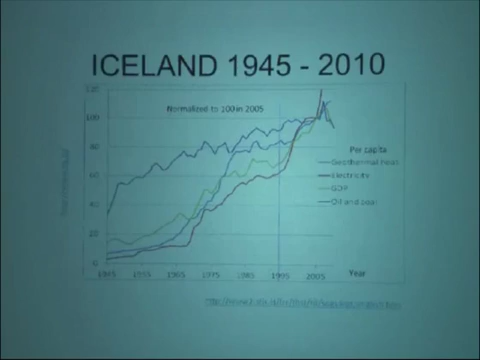 ICELAND 1945 - 2010
120
Normalized to 100 in 2005
100
80
60
40
20
0
Per capita
Geothermal heat
Electricity
GDP
Oil and coal
1945 1955 1965 1975 1985 1995 2005
Year